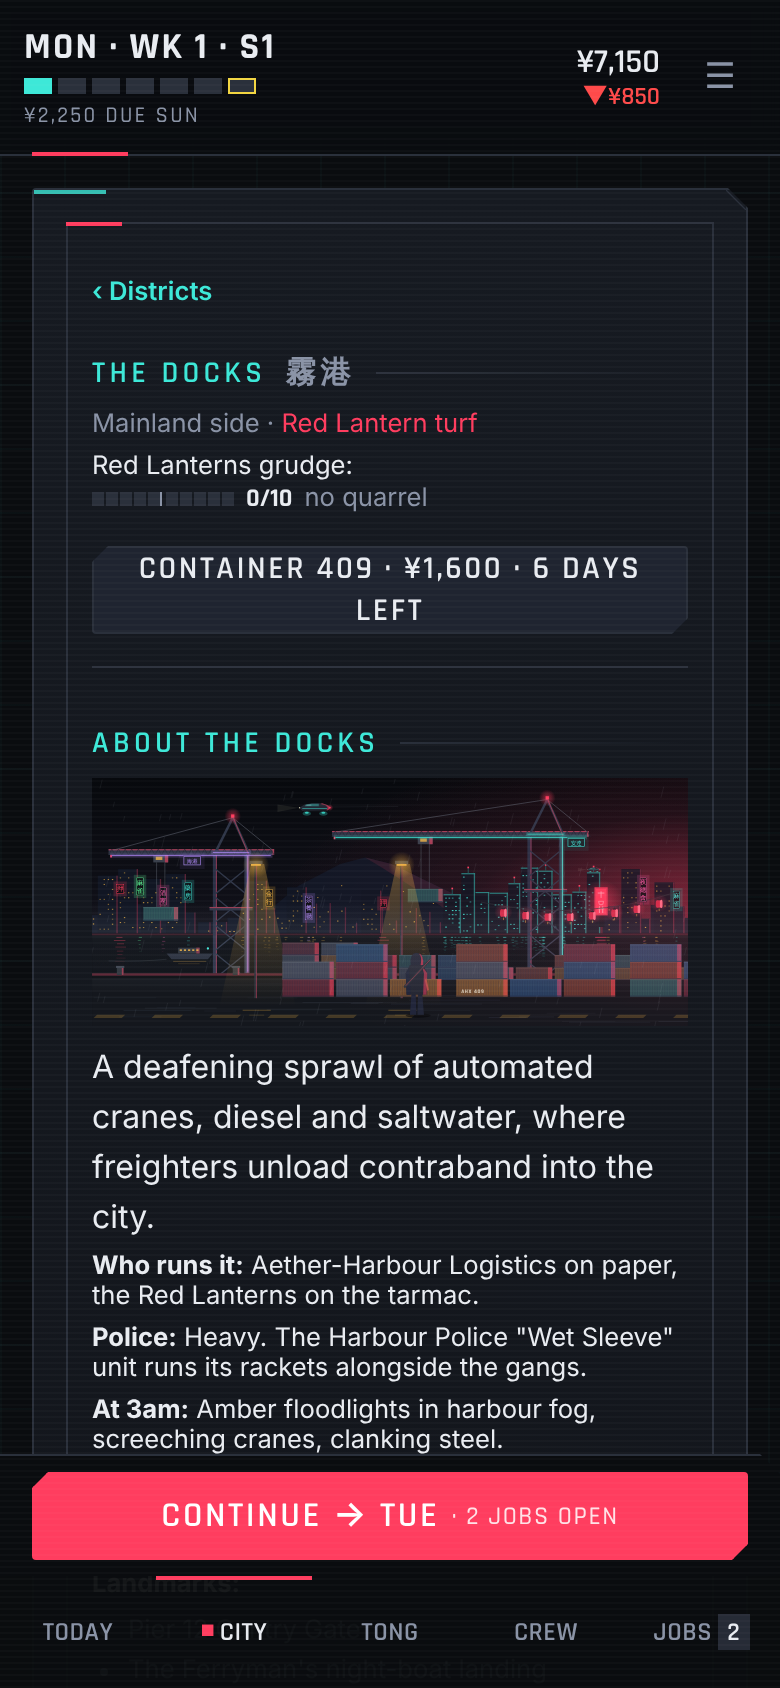 MON · WK 1 · S1
¥2,250 DUE SUN
¥7,150
▼¥850
☰
‹ Districts
THE DOCKS 霧港
Mainland side · Red Lantern turf
Red Lanterns grudge:
0/10 no quarrel
CONTAINER 409 · ¥1,600 · 6 DAYS
LEFT
ABOUT THE DOCKS
AHK 409
A deafening sprawl of automated
cranes, diesel and saltwater, where
freighters unload contraband into the
city.
Who runs it: Aether-Harbour Logistics on paper,
the Red Lanterns on the tarmac.
Police: Heavy. The Harbour Police "Wet Sleeve"
unit runs its rackets alongside the gangs.
At 3am: Amber floodlights in harbour fog,
screeching cranes, clanking steel.
CONTINUE → TUE · 2 JOBS OPEN
Landmarks:
TODAY
CITY
TONG
CREW
JOBS 2
The Ferryman's night-boat landing